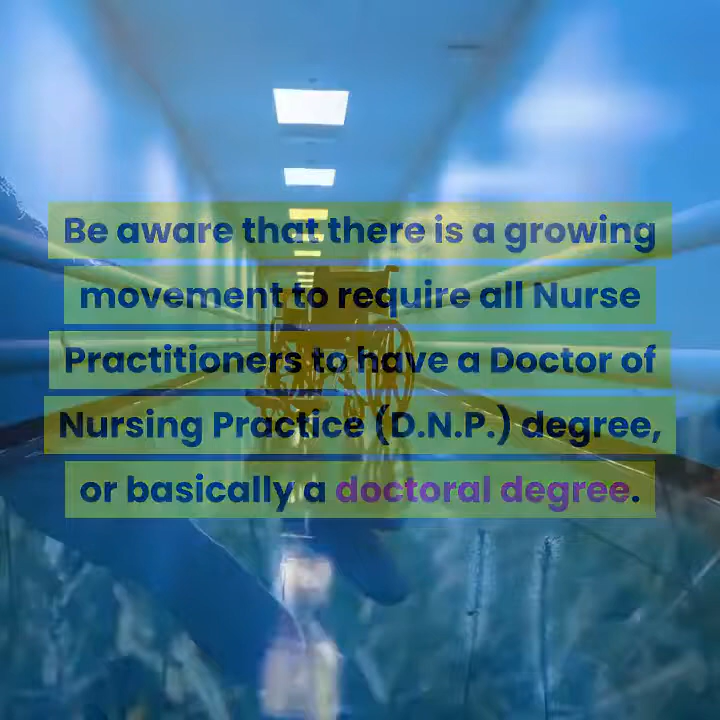 Be aware that there is a growing
movement to require all Nurse
Practitioners to have a Doctor of
Nursing Practice (D.N.P.) degree,
or basically a doctoral degree.